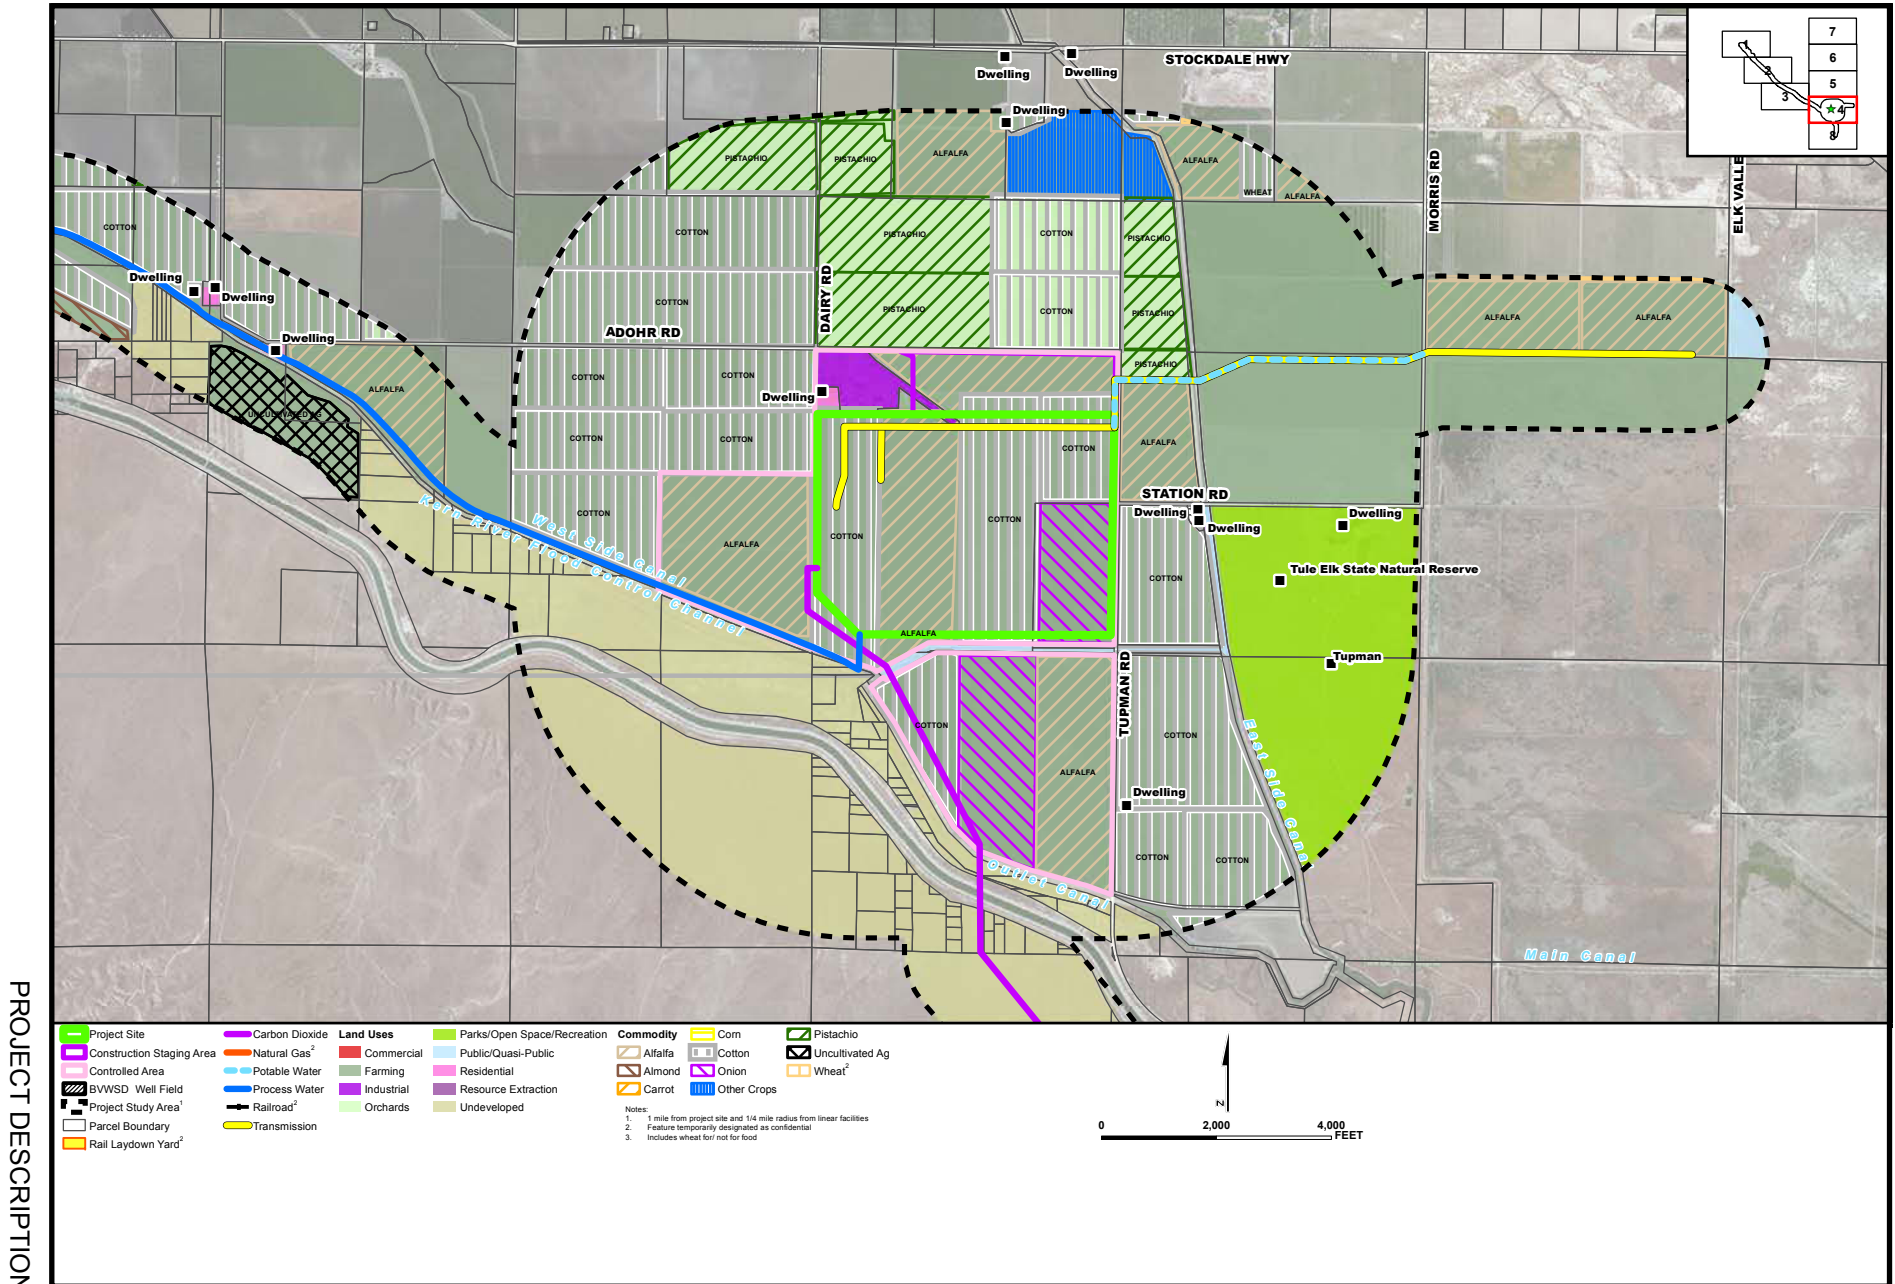 STOCKDALE HWY
7
6
5
1
2
3
4
8
Dwelling
Dwelling
Dwelling
PISTACHIO
PISTACHIO
ALFALFA
ALFALFA
WHEAT
ALFALFA
MORRIS RD
ELK VALLE
COTTON
COTTON
PISTACHIO
COTTON
PISTACHIO
Dwelling
Dwelling
COTTON
DAIRY RD
PISTACHIO
COTTON
PISTACHIO
ALFALFA
ALFALFA
ADOHR RD
Dwelling
COTTON
COTTON
PISTACHIO
ALFALFA
Dwelling
UNCULTIVATED AG
COTTON
COTTON
COTTON
ALFALFA
STATION RD
COTTON
COTTON
Dwelling
Dwelling
Dwelling
West Side Canal
Kern River Flood Control Channel
ALFALFA
COTTON
Tule Elk State Natural Reserve
COTTON
ALFALFA
Tupman
TUPMAN RD
COTTON
COTTON
East Side Canal
ALFALFA
Dwelling
COTTON
COTTON
Outlet Canal
Main Canal
PROJECT DESCRIPTION
Project Site
Construction Staging Area
Controlled Area
BVWSD Well Field
Project Study Area1
Parcel Boundary
Rail Laydown Yard2
Carbon Dioxide
Natural Gas2
Potable Water
Process Water
Railroad2
Transmission
Land Uses
Commercial
Farming
Industrial
Orchards
Parks/Open Space/Recreation
Public/Quasi-Public
Residential
Resource Extraction
Undeveloped
Commodity
Alfalfa
Almond
Carrot
Corn
Cotton
Onion
Other Crops
Pistachio
Uncultivated Ag
Wheat2
Notes:
1. 1 mile from project site and 1/4 mile radius from linear facilities
2. Feature temporarily designated as confidential
3. Includes wheat for/ not for food
N
0 2,000 4,000
FEET